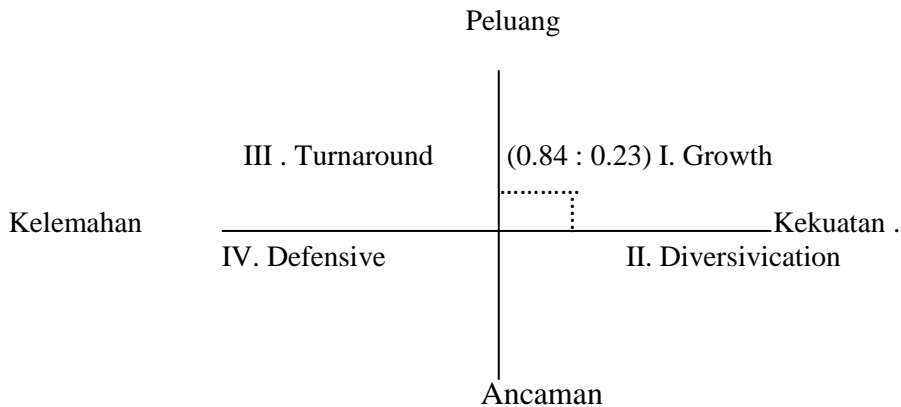 Peluang
III . Turnaround (0.84 : 0.23) I. Growth
Kelemahan Kekuatan .
IV. Defensive II. Diversivication
Ancaman